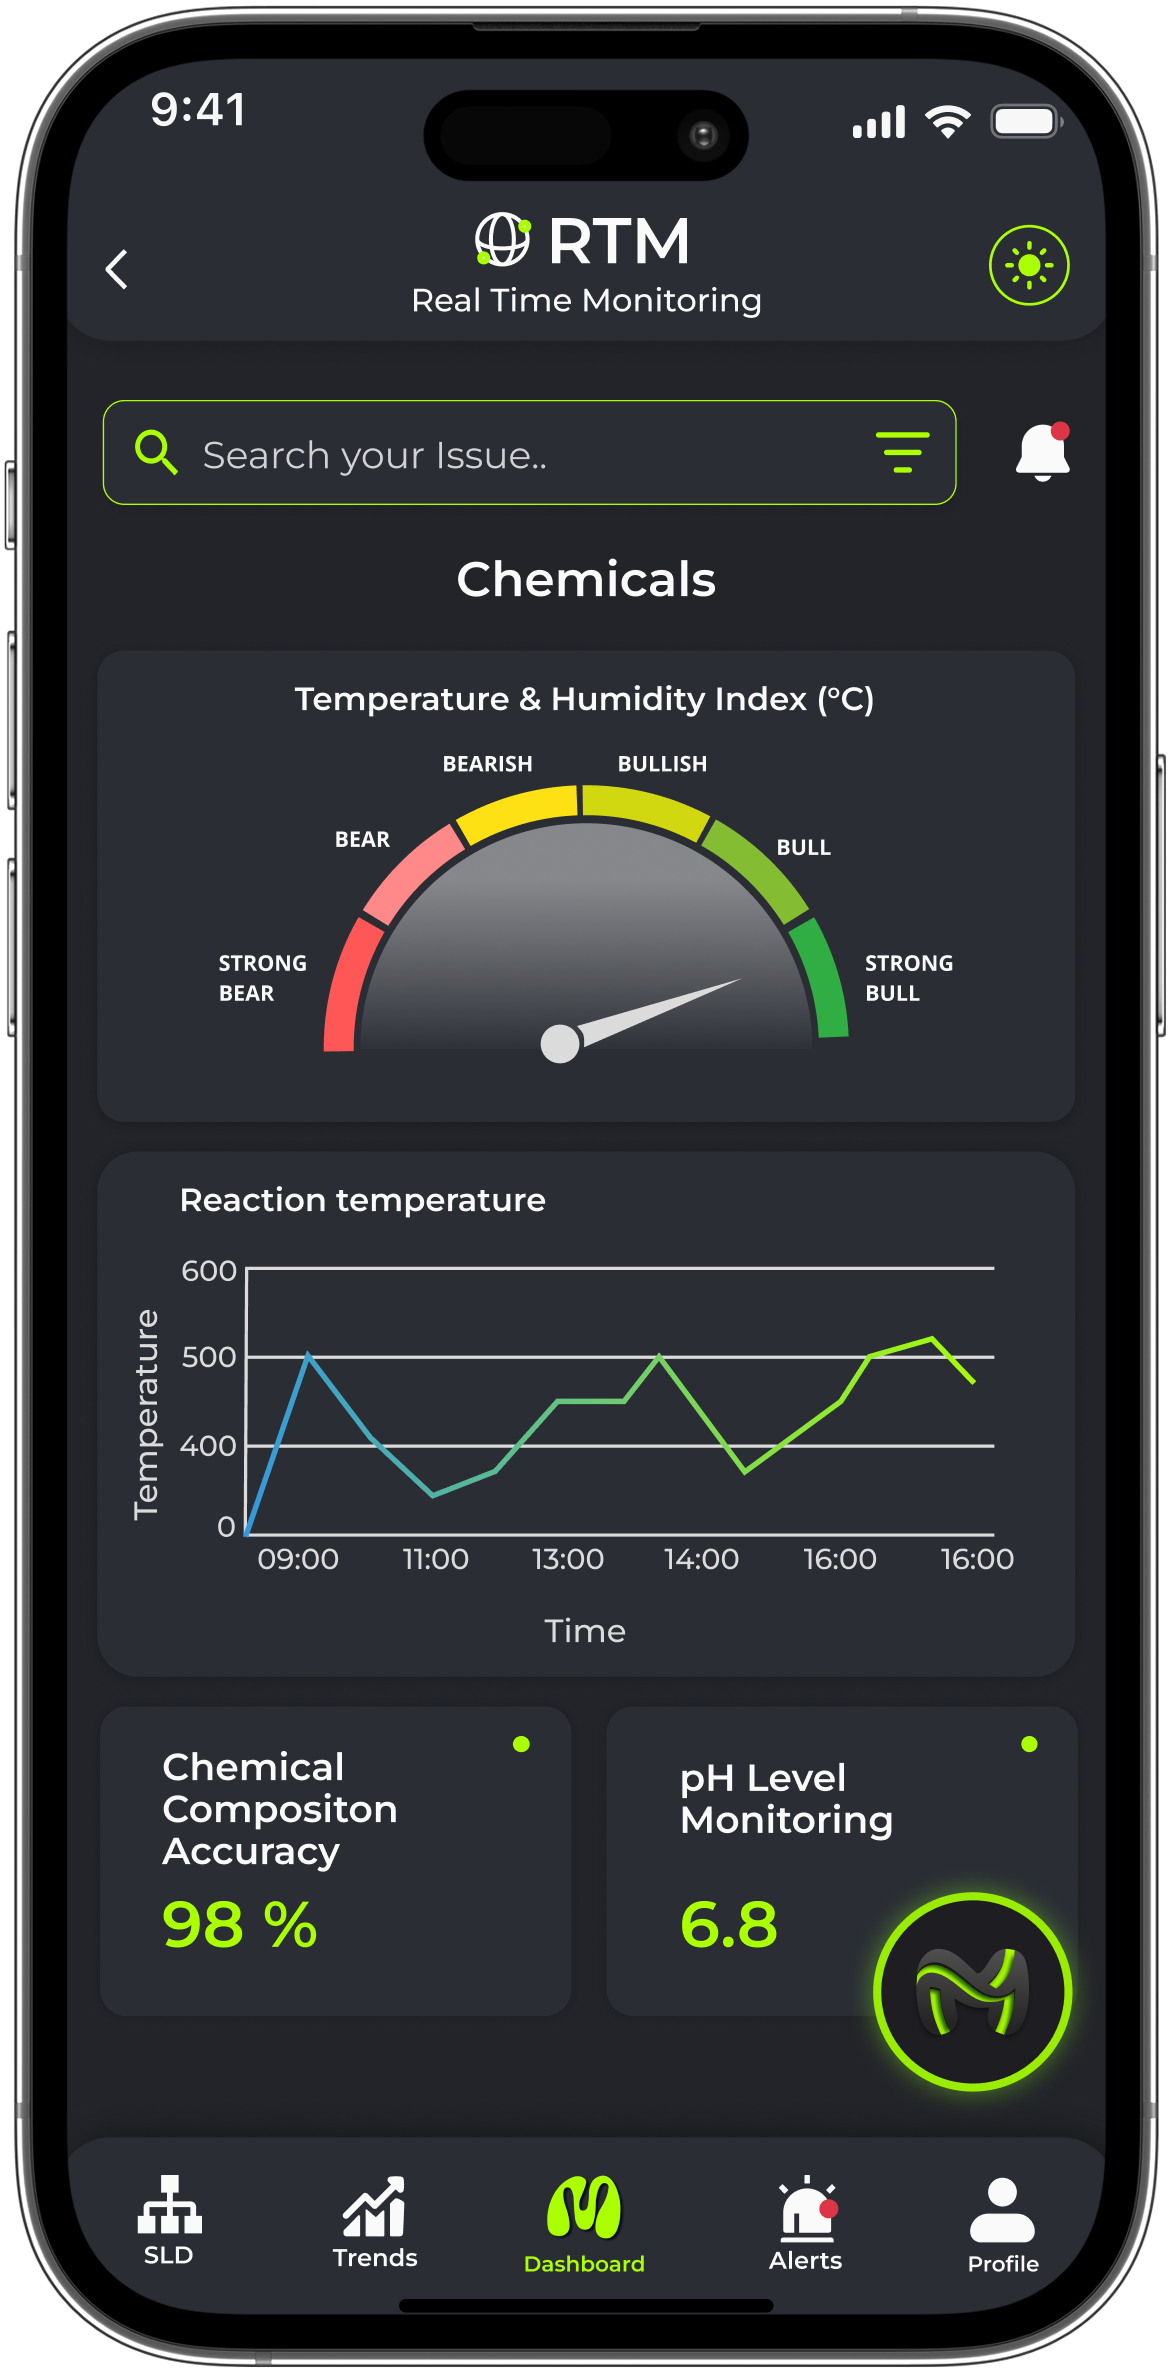 9:41
RTM
Real Time Monitoring
Search your Issue..
Chemicals
Temperature & Humidity Index (°C)
BEARISH
BULLISH
BEAR
BULL
STRONG
BEAR
STRONG
BULL
Reaction temperature
Temperature
600
500
400
0
09:00
11:00
13:00
14:00
16:00
16:00
Time
Chemical
Compositon
Accuracy
98 %
pH Level
Monitoring
6.8
SLD
Trends
Dashboard
Alerts
Profile